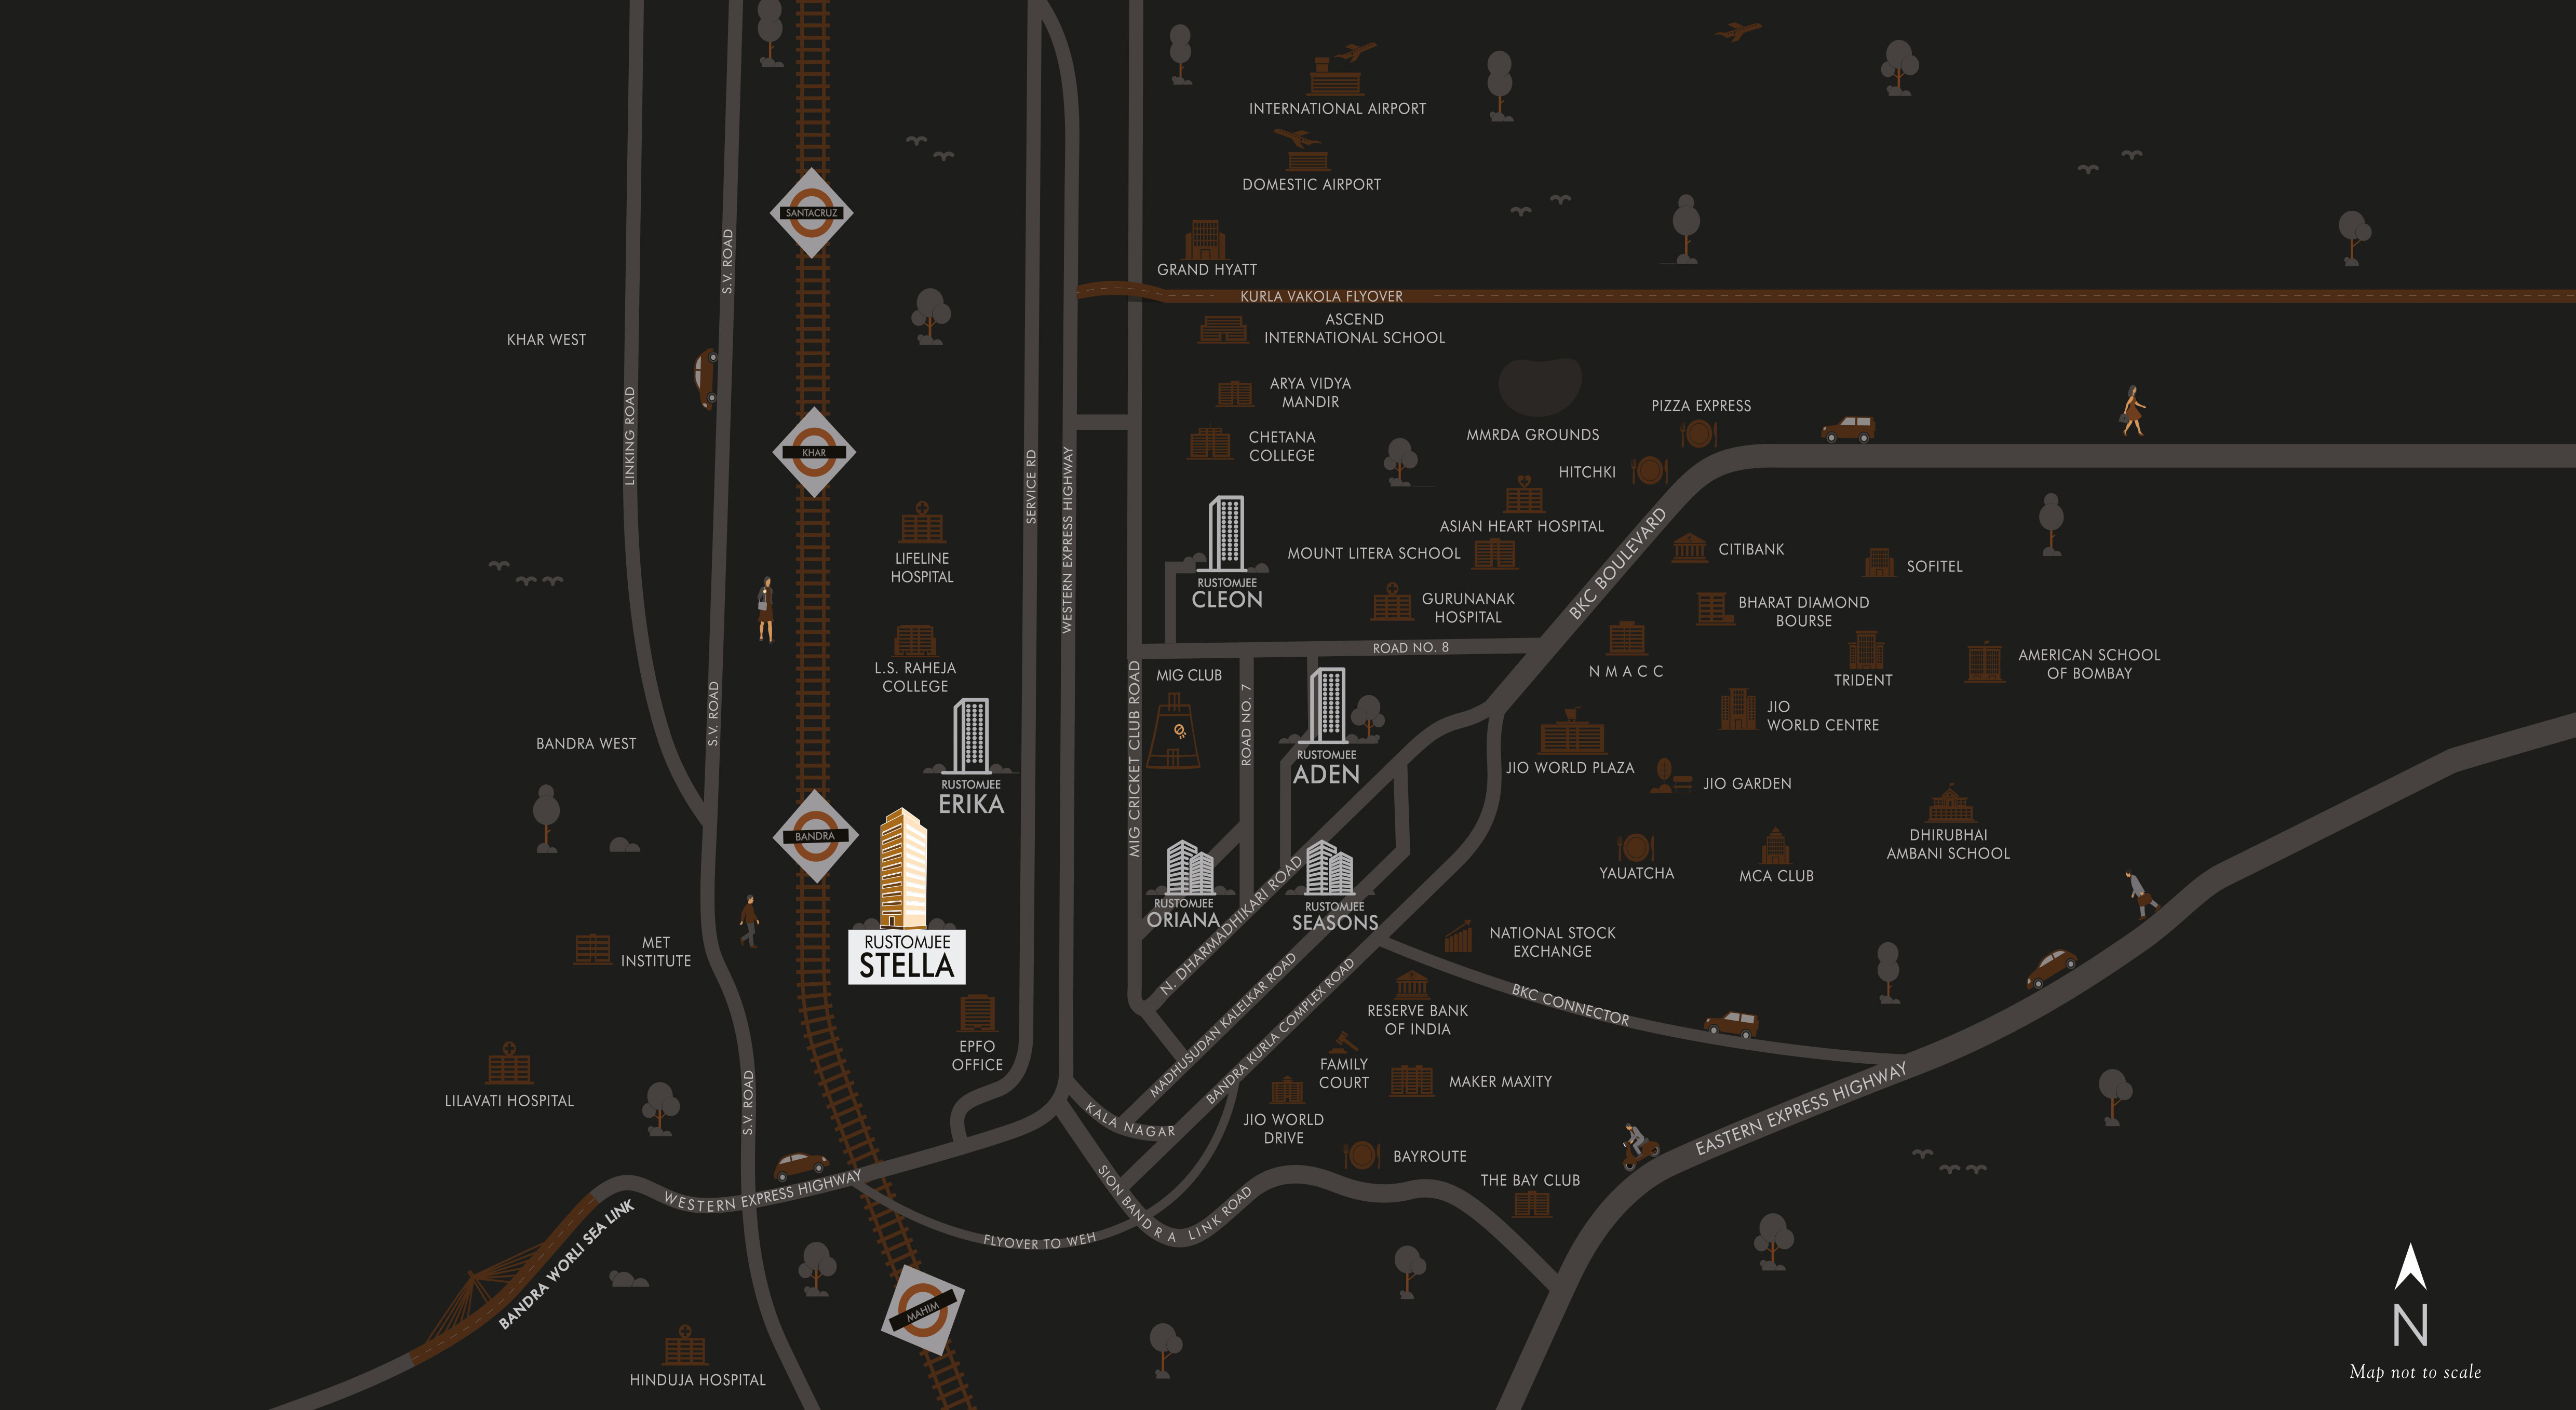 INTERNATIONAL AIRPORT
DOMESTIC AIRPORT
SANTACRUZ
S.V. ROAD
GRAND HYATT
KURLA VAKOLA FLYOVER
ASCEND
INTERNATIONAL SCHOOL
KHAR WEST
LINKING ROAD
ARYA VIDYA
MANDIR
CHETANA
COLLEGE
MMRDA GROUNDS
PIZZA EXPRESS
HITCHKI
KHAR
SERVICE RD
WESTERN EXPRESS HIGHWAY
LIFELINE
HOSPITAL
ASIAN HEART HOSPITAL
MOUNT LITERA SCHOOL
BKC BOULEVARD
CITIBANK
SOFITEL
RUSTOMJEE
CLEON
GURUNANAK
HOSPITAL
BHARAT DIAMOND
BOURSE
ROAD NO. 8
N M A C C
TRIDENT
AMERICAN SCHOOL
OF BOMBAY
L.S. RAHEJA
COLLEGE
MIG CLUB
ROAD NO. 7
MIG CRICKET CLUB ROAD
S.V. ROAD
BANDRA WEST
JIO
WORLD CENTRE
RUSTOMJEE
ERIKA
RUSTOMJEE
ADEN
JIO WORLD PLAZA
JIO GARDEN
BANDRA
DHIRUBHAI
AMBANI SCHOOL
YAUATCHA
MCA CLUB
RUSTOMJEE
ORIANA
RUSTOMJEE
SEASONS
N. DHARMADHIKARI ROAD
RUSTOMJEE
STELLA
MET
INSTITUTE
NATIONAL STOCK
EXCHANGE
MADHUSUDAN KALELKAR ROAD
BANDRA KURLA COMPLEX ROAD
BKC CONNECTOR
RESERVE BANK
OF INDIA
EPFO
OFFICE
FAMILY
COURT
MAKER MAXITY
EASTERN EXPRESS HIGHWAY
LILAVATI HOSPITAL
S.V. ROAD
KALA NAGAR
JIO WORLD
DRIVE
BAYROUTE
THE BAY CLUB
WESTERN EXPRESS HIGHWAY
SION BANDRA LINK ROAD
FLYOVER TO WEH
BANDRA WORLI SEA LINK
MAHIM
HINDUJA HOSPITAL
N
Map not to scale